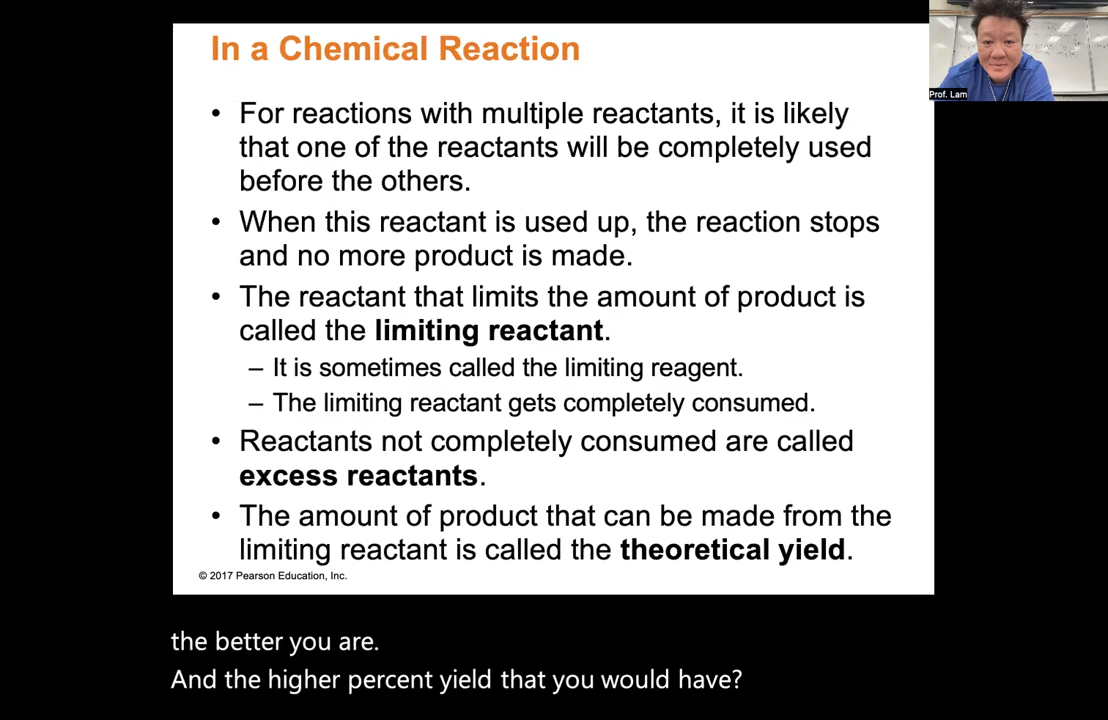 In a Chemical Reaction
• For reactions with multiple reactants, it is likely
that one of the reactants will be completely used
before the others.
• When this reactant is used up, the reaction stops
and no more product is made.
• The reactant that limits the amount of product is
called the limiting reactant.
– It is sometimes called the limiting reagent.
– The limiting reactant gets completely consumed.
• Reactants not completely consumed are called
excess reactants.
• The amount of product that can be made from the
limiting reactant is called the theoretical yield.
© 2017 Pearson Education, Inc.
Prof. Lam
the better you are.
And the higher percent yield that you would have?